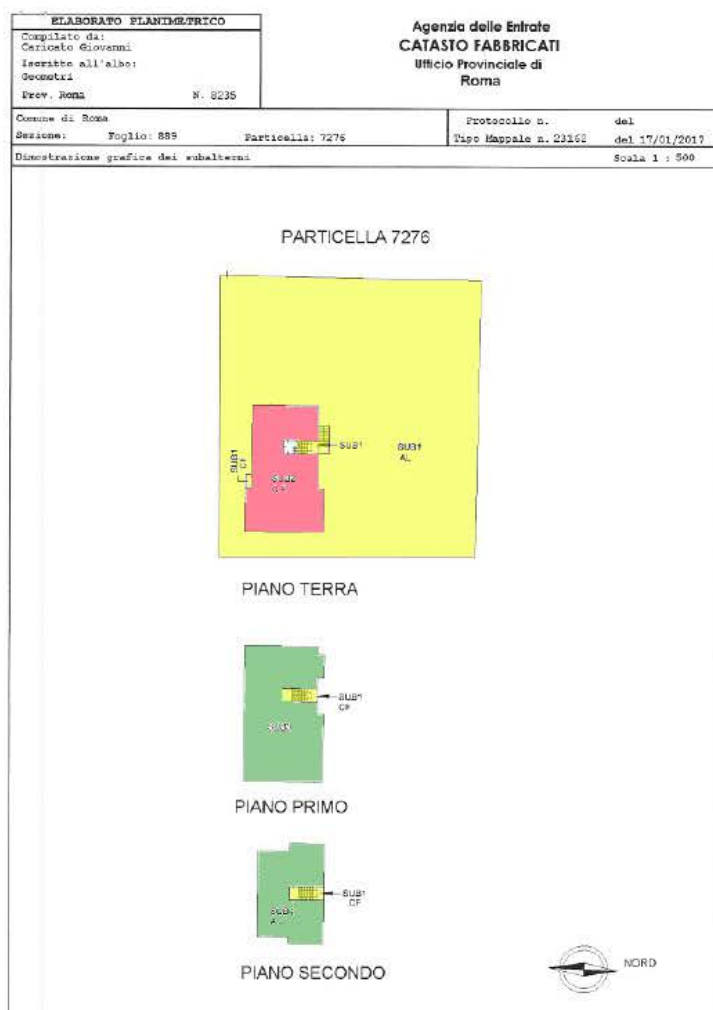 ELABORATO PLANIMETRICO
Compilato da:
Caricato Giovanni
Iscritto all'albo:
Geometri
Prov. Roma N. 8235
Agenzia delle Entrate
CATASTO FABBRICATI
Ufficio Provinciale di
Roma
Comune di Roma
Sezione: Foglio: 889 Particella: 7276
Protocollo n. del
Tipo Mappale n. 23162 del 17/01/2017
Dimostrazione grafica dei subalterni Scala 1 : 500
PARTICELLA 7276
SUB1
CF
SUB1
SUB1
AL
SUB2
PIANO TERRA
SUB1
CF
PIANO PRIMO
SUB1
CF
PIANO SECONDO
NORD